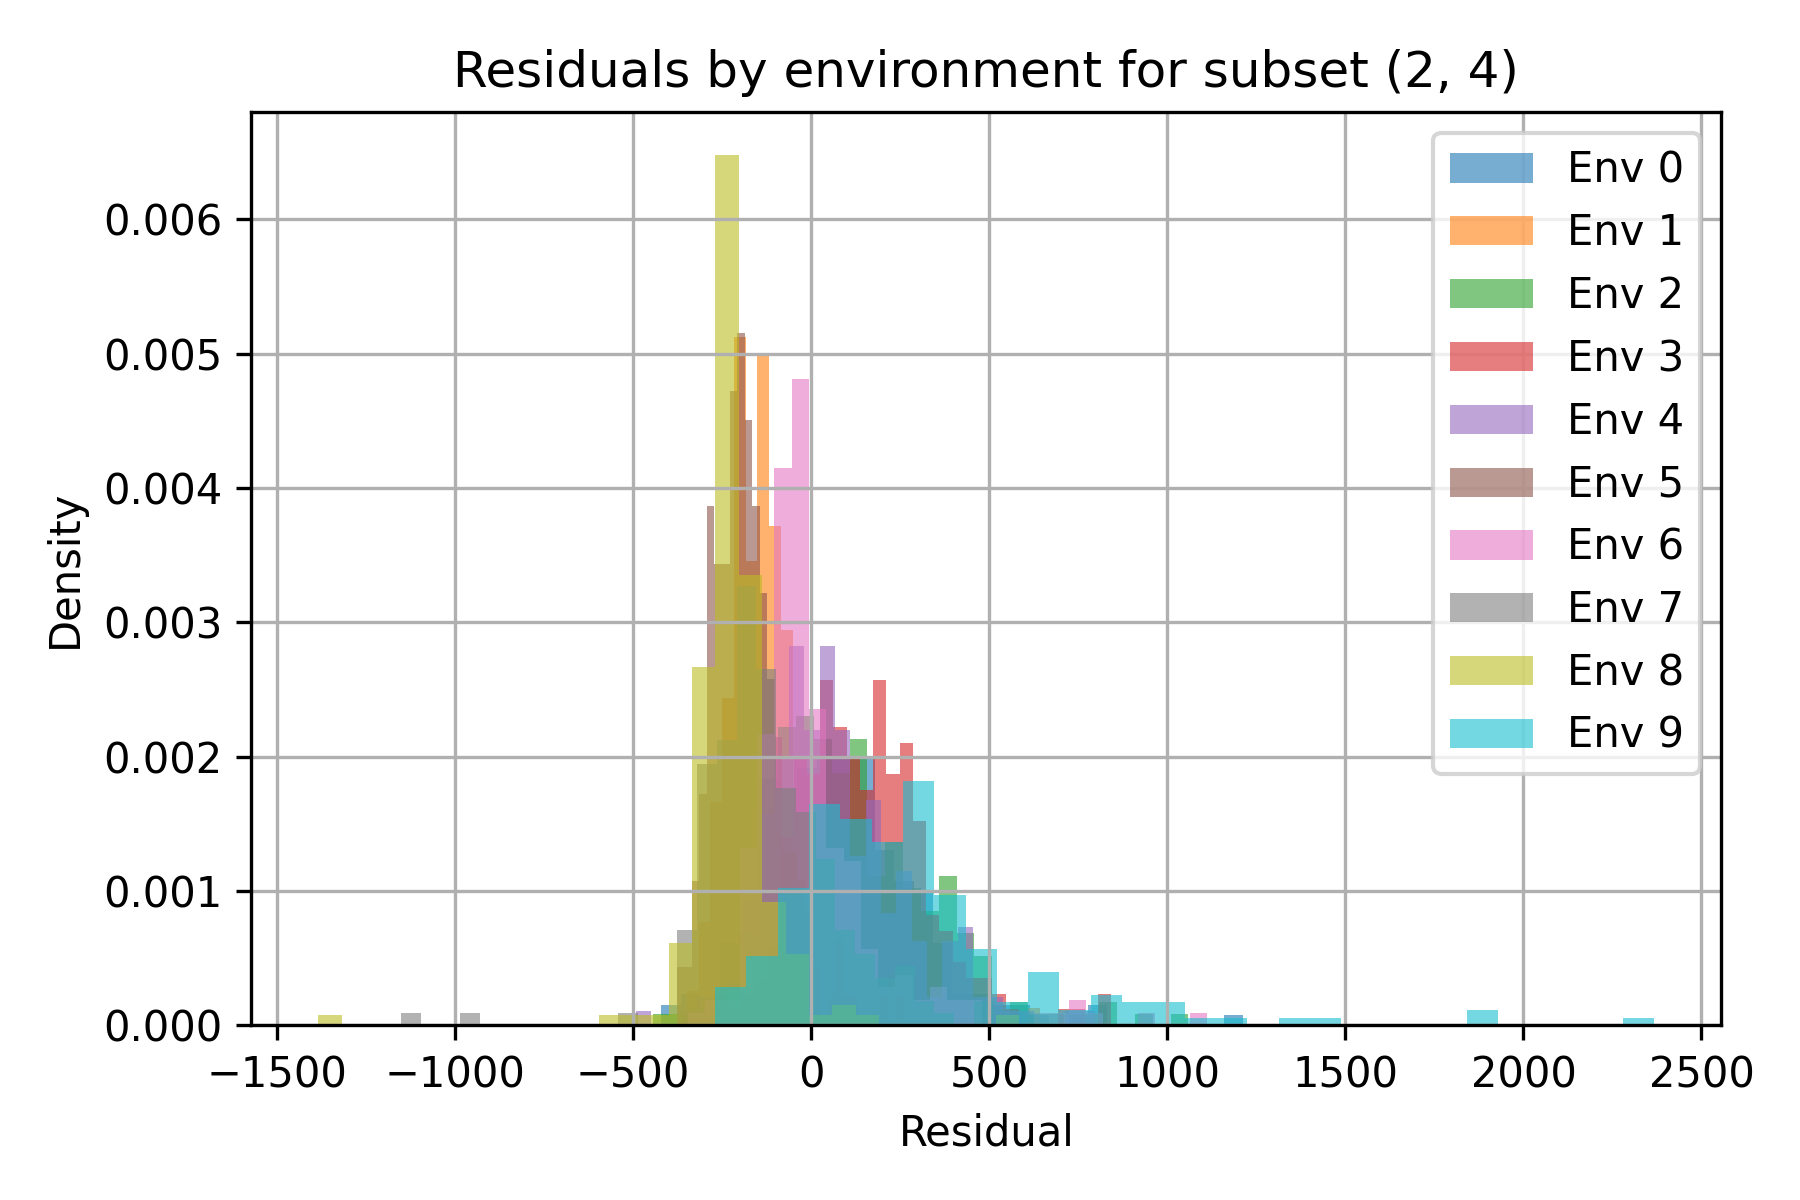 Residuals by environment for subset (2, 4)
Density
0.006
0.005
0.004
0.003
0.002
0.001
0.000
−1500 −1000 −500 0 500 1000 1500 2000 2500
Residual
Env 0
Env 1
Env 2
Env 3
Env 4
Env 5
Env 6
Env 7
Env 8
Env 9